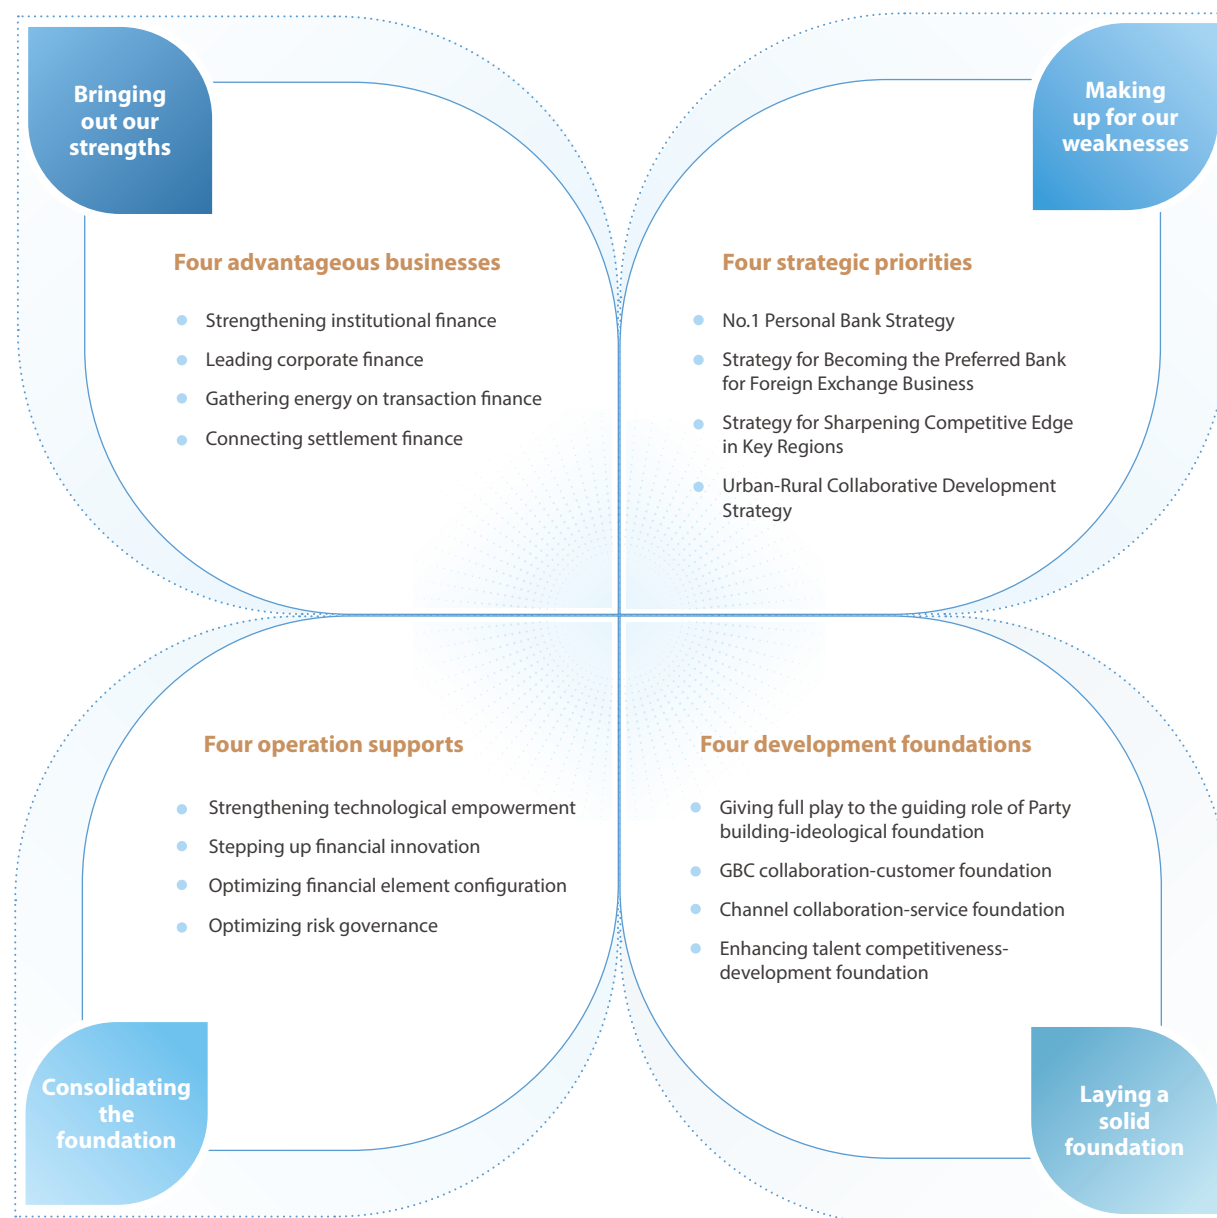 Bringing
out our
strengths
Four advantageous businesses
Strengthening institutional finance
Leading corporate finance
Gathering energy on transaction finance
Connecting settlement finance
Making
up for our
weaknesses
Four strategic priorities
No.1 Personal Bank Strategy
Strategy for Becoming the Preferred Bank
for Foreign Exchange Business
Strategy for Sharpening Competitive Edge
in Key Regions
Urban-Rural Collaborative Development
Strategy
Four operation supports
Strengthening technological empowerment
Stepping up financial innovation
Optimizing financial element configuration
Optimizing risk governance
Consolidating
the
foundation
Four development foundations
Giving full play to the guiding role of Party
building-ideological foundation
GBC collaboration-customer foundation
Channel collaboration-service foundation
Enhancing talent competitiveness-
development foundation
Laying a
solid
foundation